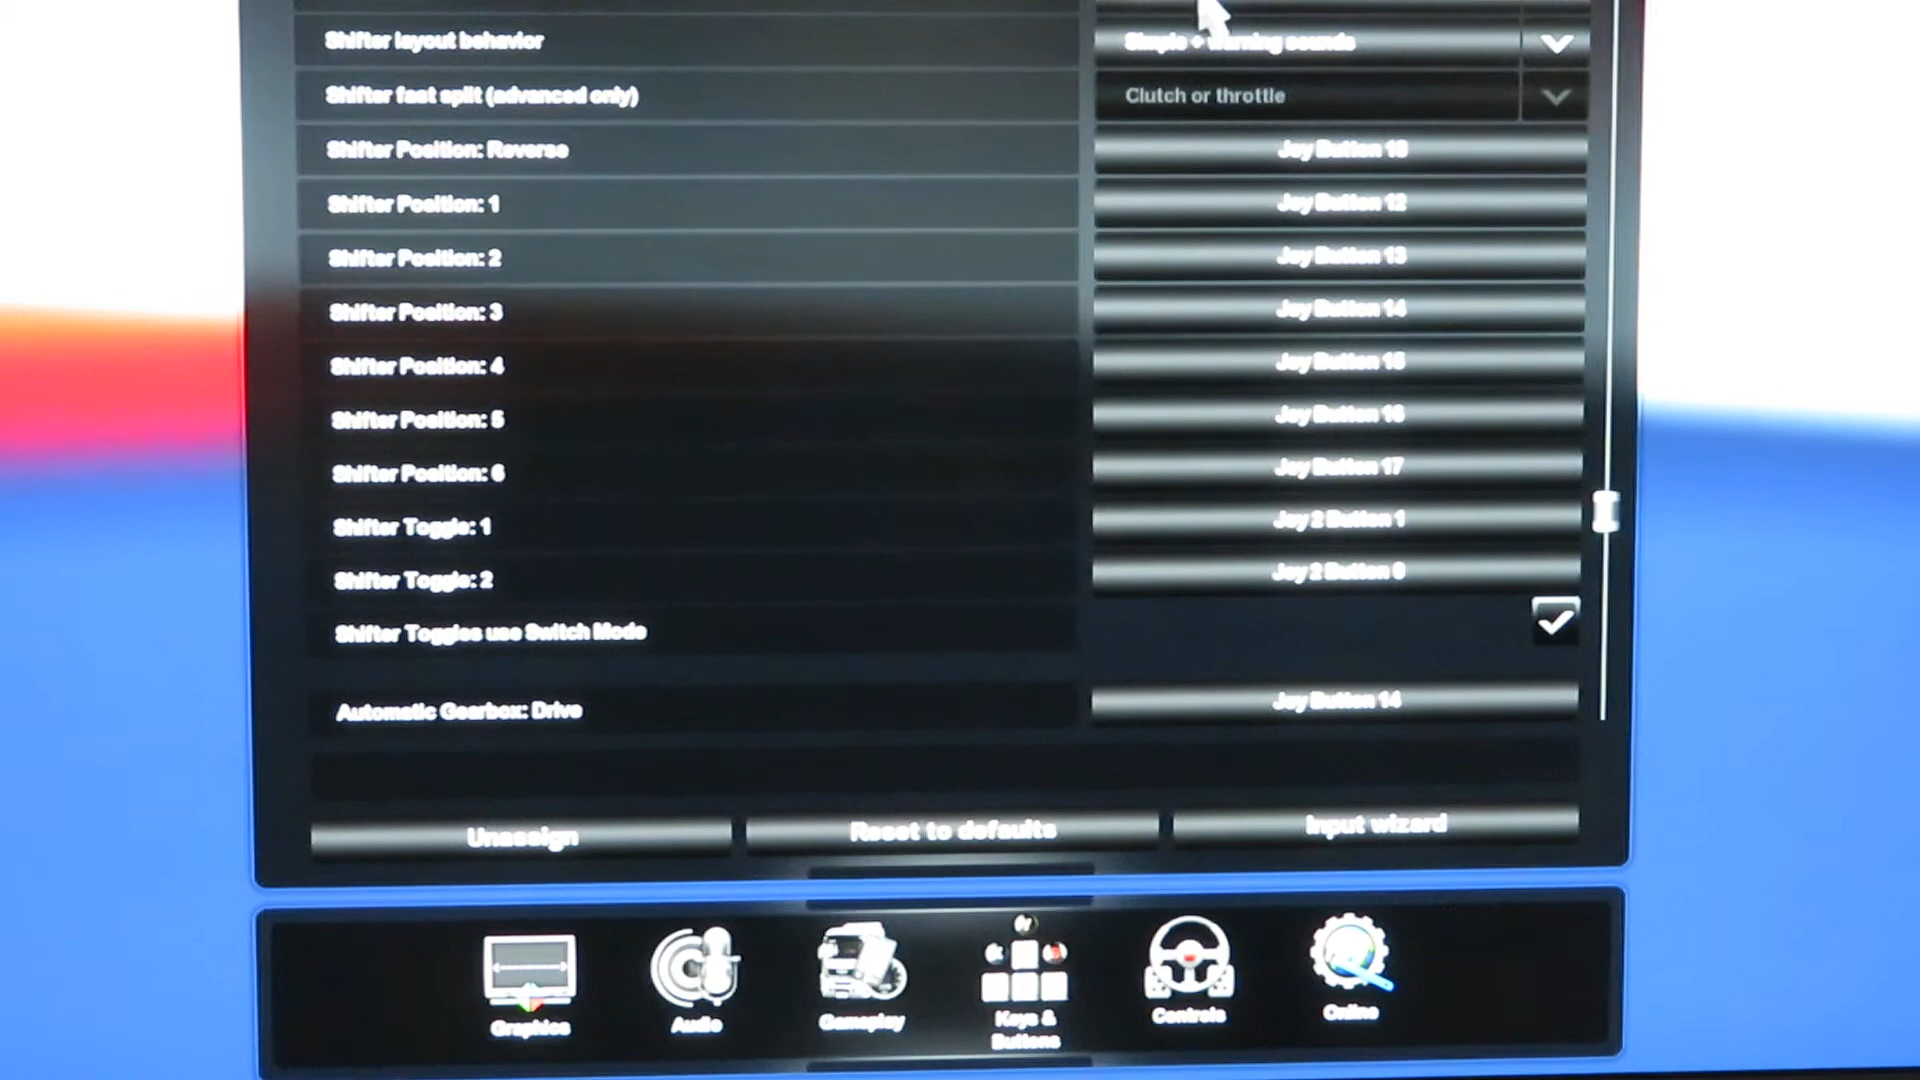 Shifter layout behavior Simple + warning sounds
Shifter fast split (advanced only) Clutch or throttle
Shifter Position: Reverse Joy Button
Shifter Position: 1 Joy Button 12
Shifter Position: 2 Joy Button 13
Shifter Position: 3 Joy Button 14
Shifter Position: 4 Joy Button 15
Shifter Position: 5 Joy Button 16
Shifter Position: 6 Joy Button 17
Shifter Toggle: 1 Joy 2 Button 1
Shifter Toggle: 2 Joy 2 Button
Shifter Toggles use Switch Mode
Automatic Gearbox: Drive Joy Button 14
Unassign Reset to defaults Input wizard
Graphics Audio Gameplay Keys & Buttons Controls Online